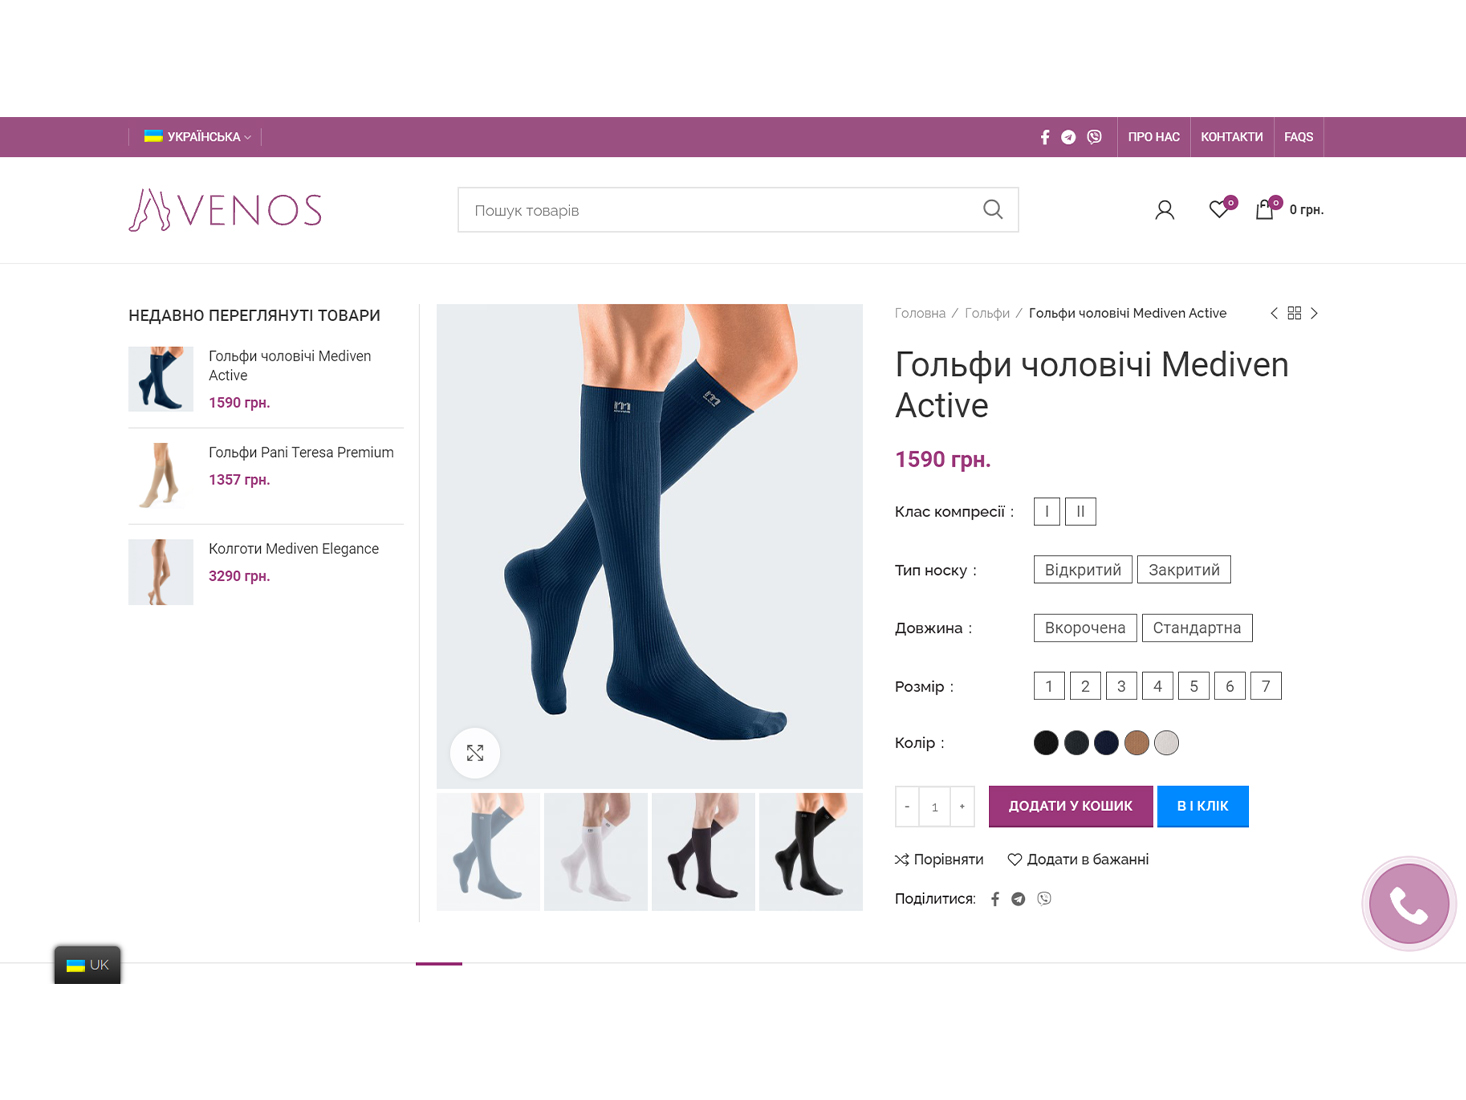 УКРАЇНСЬКА
ПРО НАС
КОНТАКТИ
FAQS
VENOS
Пошук товарів
0
0
0 грн.
НЕДАВНО ПЕРЕГЛЯНУТІ ТОВАРИ
Гольфи чоловічі Mediven
Active
1590 грн.
Гольфи Pani Teresa Premium
1357 грн.
Колготи Mediven Elegance
3290 грн.
m
m
Головна / Гольфи / Гольфи чоловічі Mediven Active
Гольфи чоловічі Mediven
Active
1590 грн.
Клас компресії : I II
Тип носку : Відкритий Закритий
Довжина : Вкорочена Стандартна
Розмір : 1 2 3 4 5 6 7
Колір :
- 1 + ДОДАТИ У КОШИК В 1 КЛІК
Порівняти Додати в бажанні
Поділитися:
UK